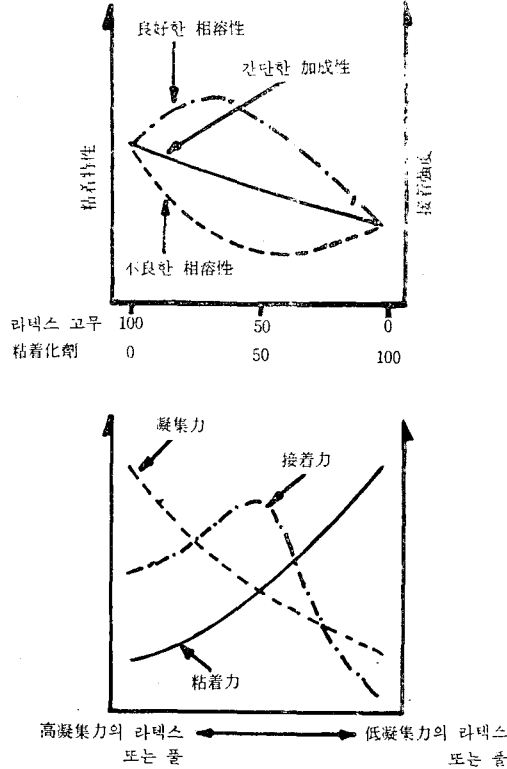 良好한 相溶性
간단한 加成性
粘着特性
接着強度
不良한 相溶性
라텍스 고무 100 50 0
粘着化劑 0 50 100
凝集力
接着力
粘着力
高凝集力의 라텍스 低凝集力의 라텍스
또는 풀 또는 풀